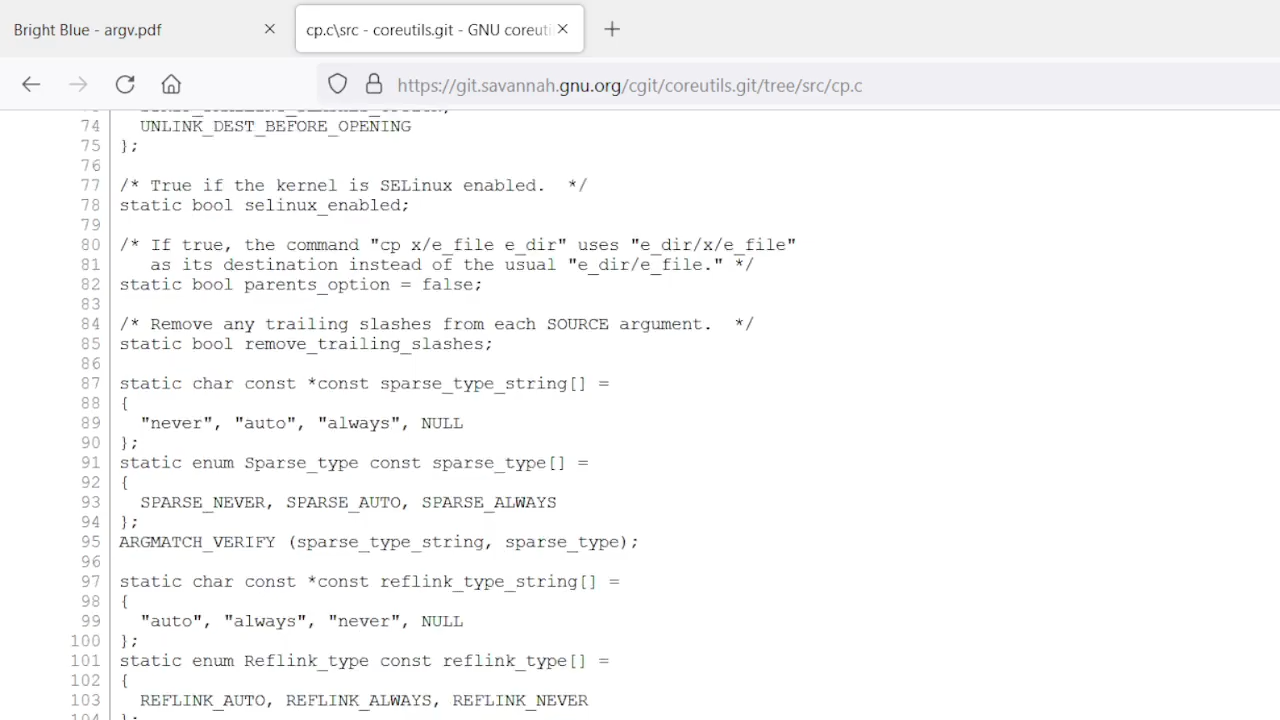 Bright Blue - argv.pdf
cp.c\src - coreutils.git - GNU coreuti
https://git.savannah.gnu.org/cgit/coreutils.git/tree/src/cp.c
74 UNLINK_DEST_BEFORE_OPENING
75 };
76
77 /* True if the kernel is SELinux enabled.  */
78 static bool selinux_enabled;
79
80 /* If true, the command "cp x/e_file e_dir" uses "e_dir/x/e_file"
81 as its destination instead of the usual "e_dir/e_file." */
82 static bool parents_option = false;
83
84 /* Remove any trailing slashes from each SOURCE argument.  */
85 static bool remove_trailing_slashes;
86
87 static char const *const sparse_type_string[] =
88 {
89 "never", "auto", "always", NULL
90 };
91 static enum Sparse_type const sparse_type[] =
92 {
93 SPARSE_NEVER, SPARSE_AUTO, SPARSE_ALWAYS
94 };
95 ARGMATCH_VERIFY (sparse_type_string, sparse_type);
96
97 static char const *const reflink_type_string[] =
98 {
99 "auto", "always", "never", NULL
100 };
101 static enum Reflink_type const reflink_type[] =
102 {
103 REFLINK_AUTO, REFLINK_ALWAYS, REFLINK_NEVER